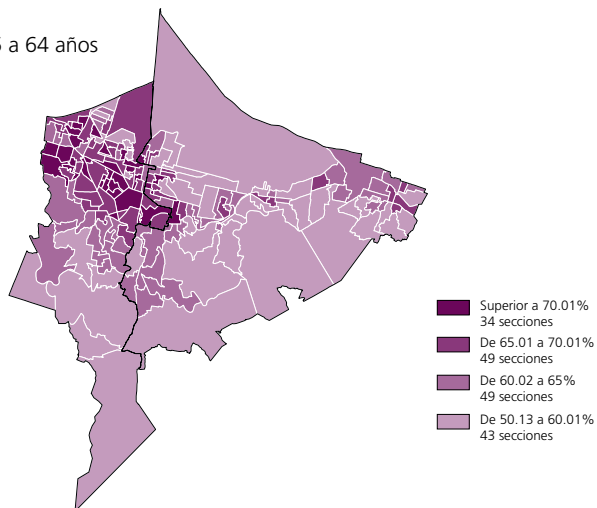 a 64 años
Superior a 70.01%
34 secciones
De 65.01 a 70.01%
49 secciones
De 60.02 a 65%
49 secciones
De 50.13 a 60.01%
43 secciones